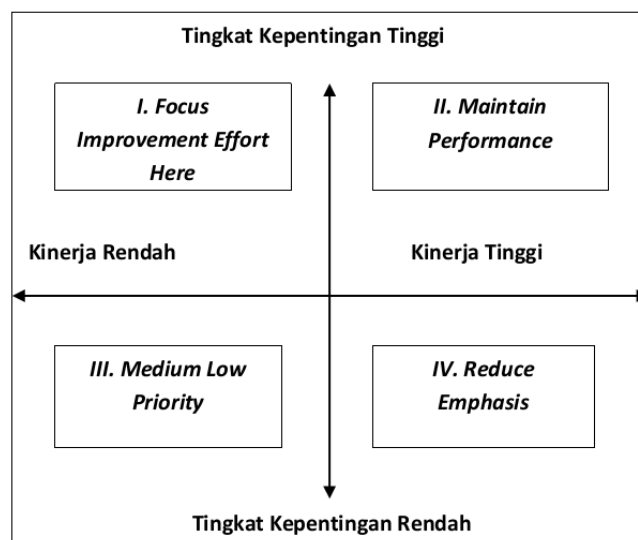 Tingkat Kepentingan Tinggi
I. Focus
Improvement Effort
Here
II. Maintain
Performance
Kinerja Rendah
Kinerja Tinggi
III. Medium Low
Priority
IV. Reduce
Emphasis
Tingkat Kepentingan Rendah